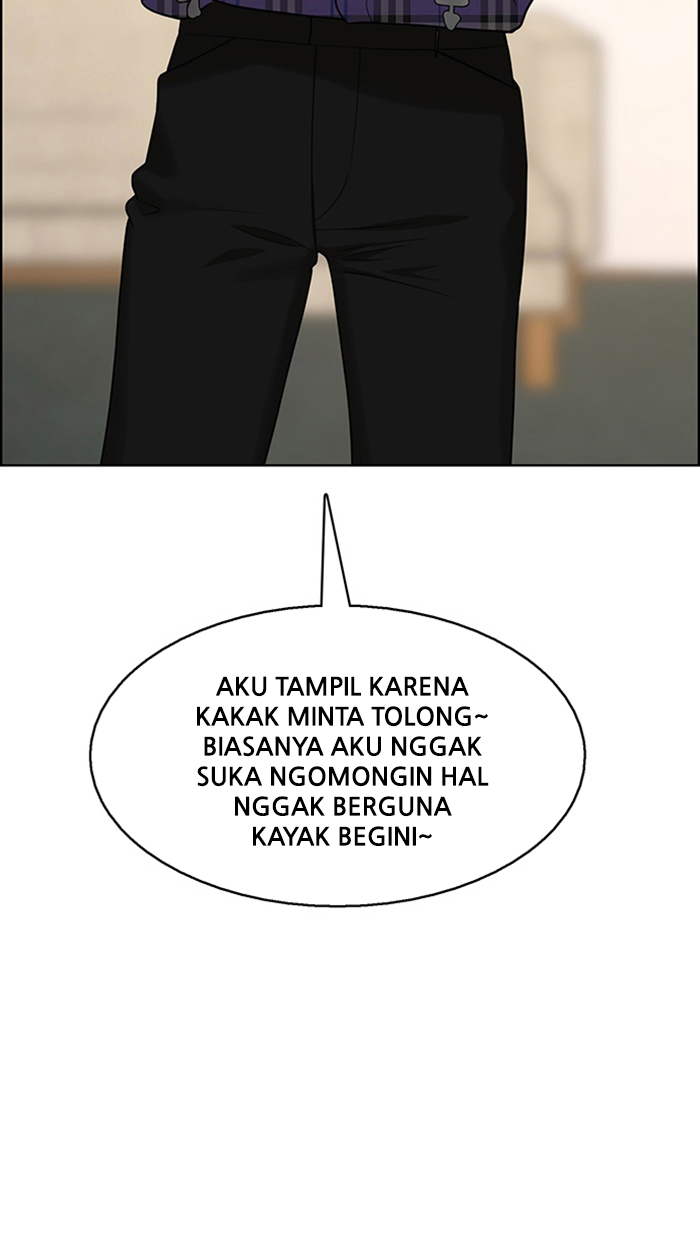 AKU TAMPIL KARENA
KAKAK MINTA TOLONG~
BIASANYA AKU NGGAK
SUKA NGOMONGIN HAL
NGGAK BERGUNA
KAYAK BEGINI~